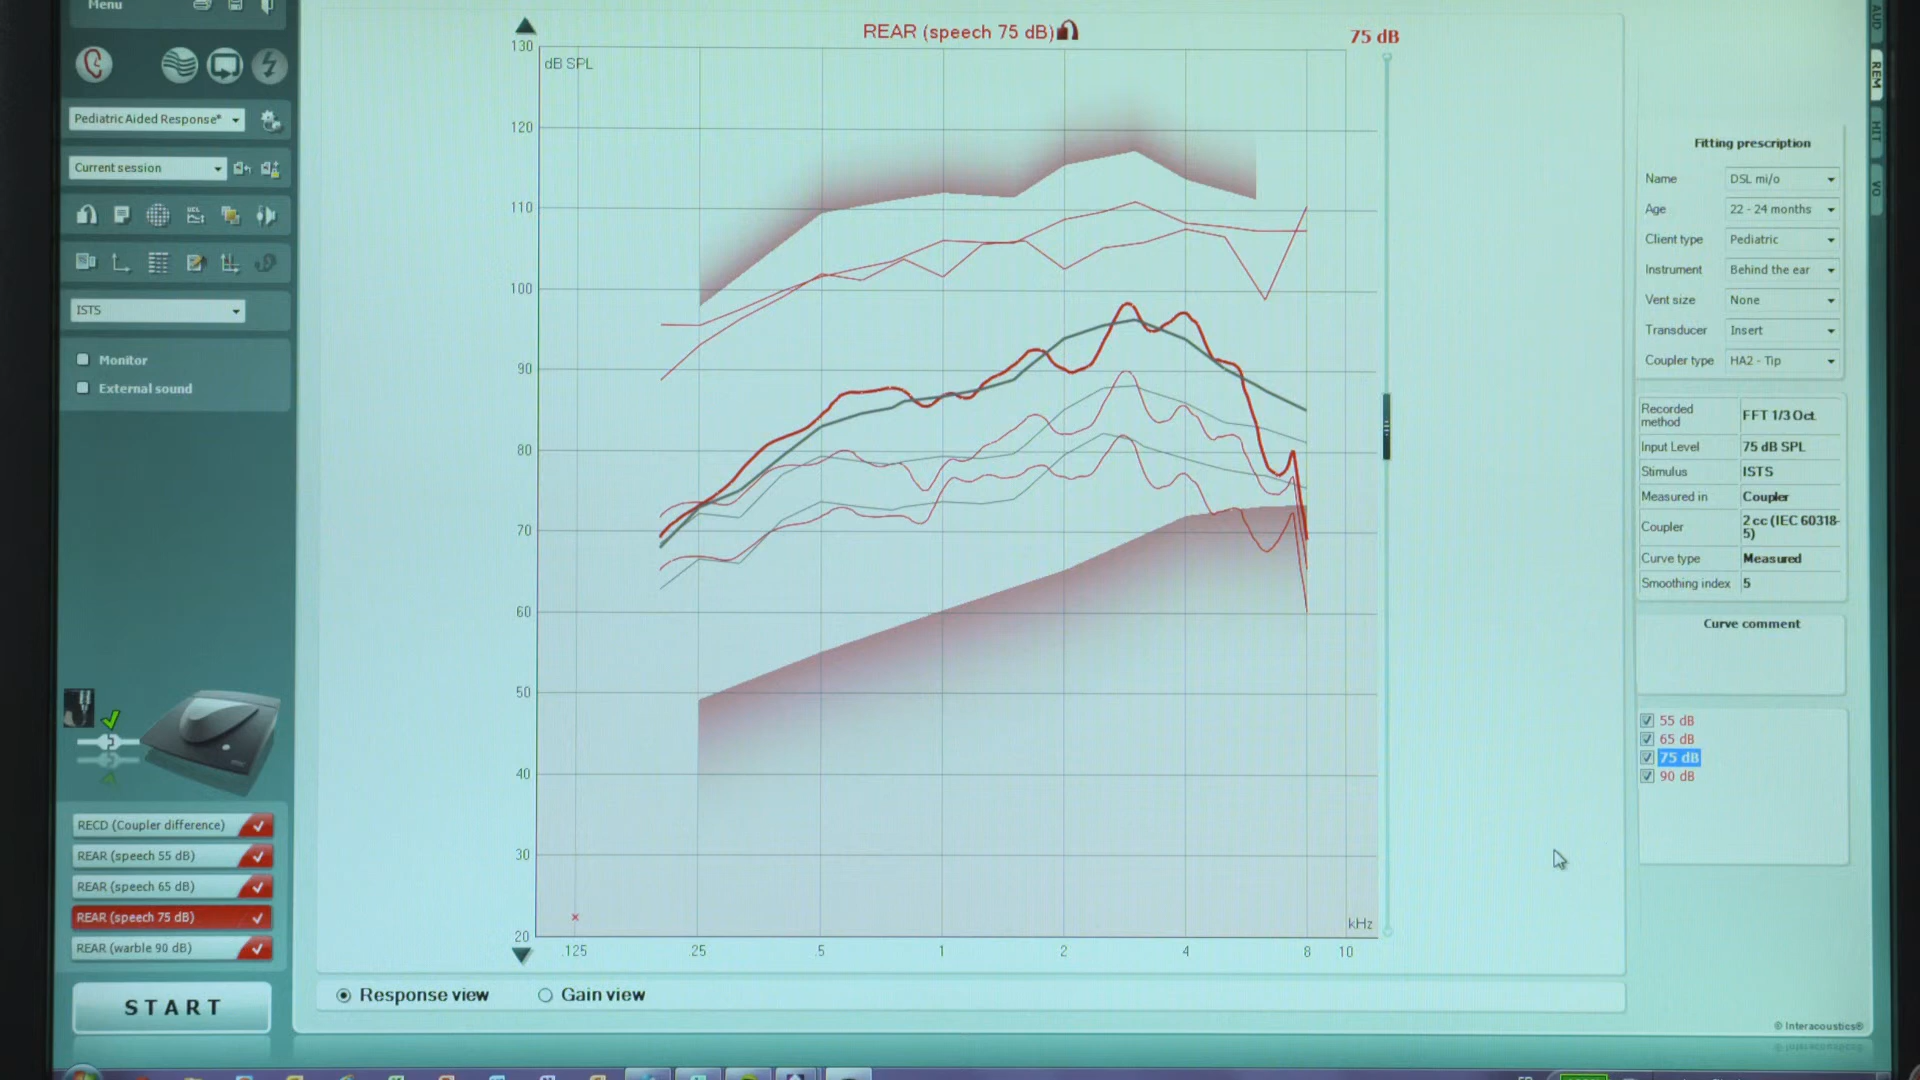 Menu
Pediatric Aided Response*
Current session
ISTS
Monitor
External sound
RECD (Coupler difference)
REAR (speech 55 dB)
REAR (speech 65 dB)
REAR (speech 75 dB)
REAR (warble 90 dB)
START
REAR (speech 75 dB)
75 dB
dB SPL
130
120
110
100
90
80
70
60
50
40
30
20
kHz
.125
.25
.5
1
2
4
8
10
Response view
Gain view
Fitting prescription
Name DSL mi/o
Age 22 - 24 months
Client type Pediatric
Instrument Behind the ear
Vent size None
Transducer Insert
Coupler type HA2 - Tip
Recorded method FFT 1/3 Oct.
Input Level 75 dB SPL
Stimulus ISTS
Measured in Coupler
Coupler 2 cc (IEC 60318-5)
Curve type Measured
Smoothing index 5
Curve comment
55 dB
65 dB
75 dB
90 dB
© Interacoustics®
AUD
REM
HIT
VO